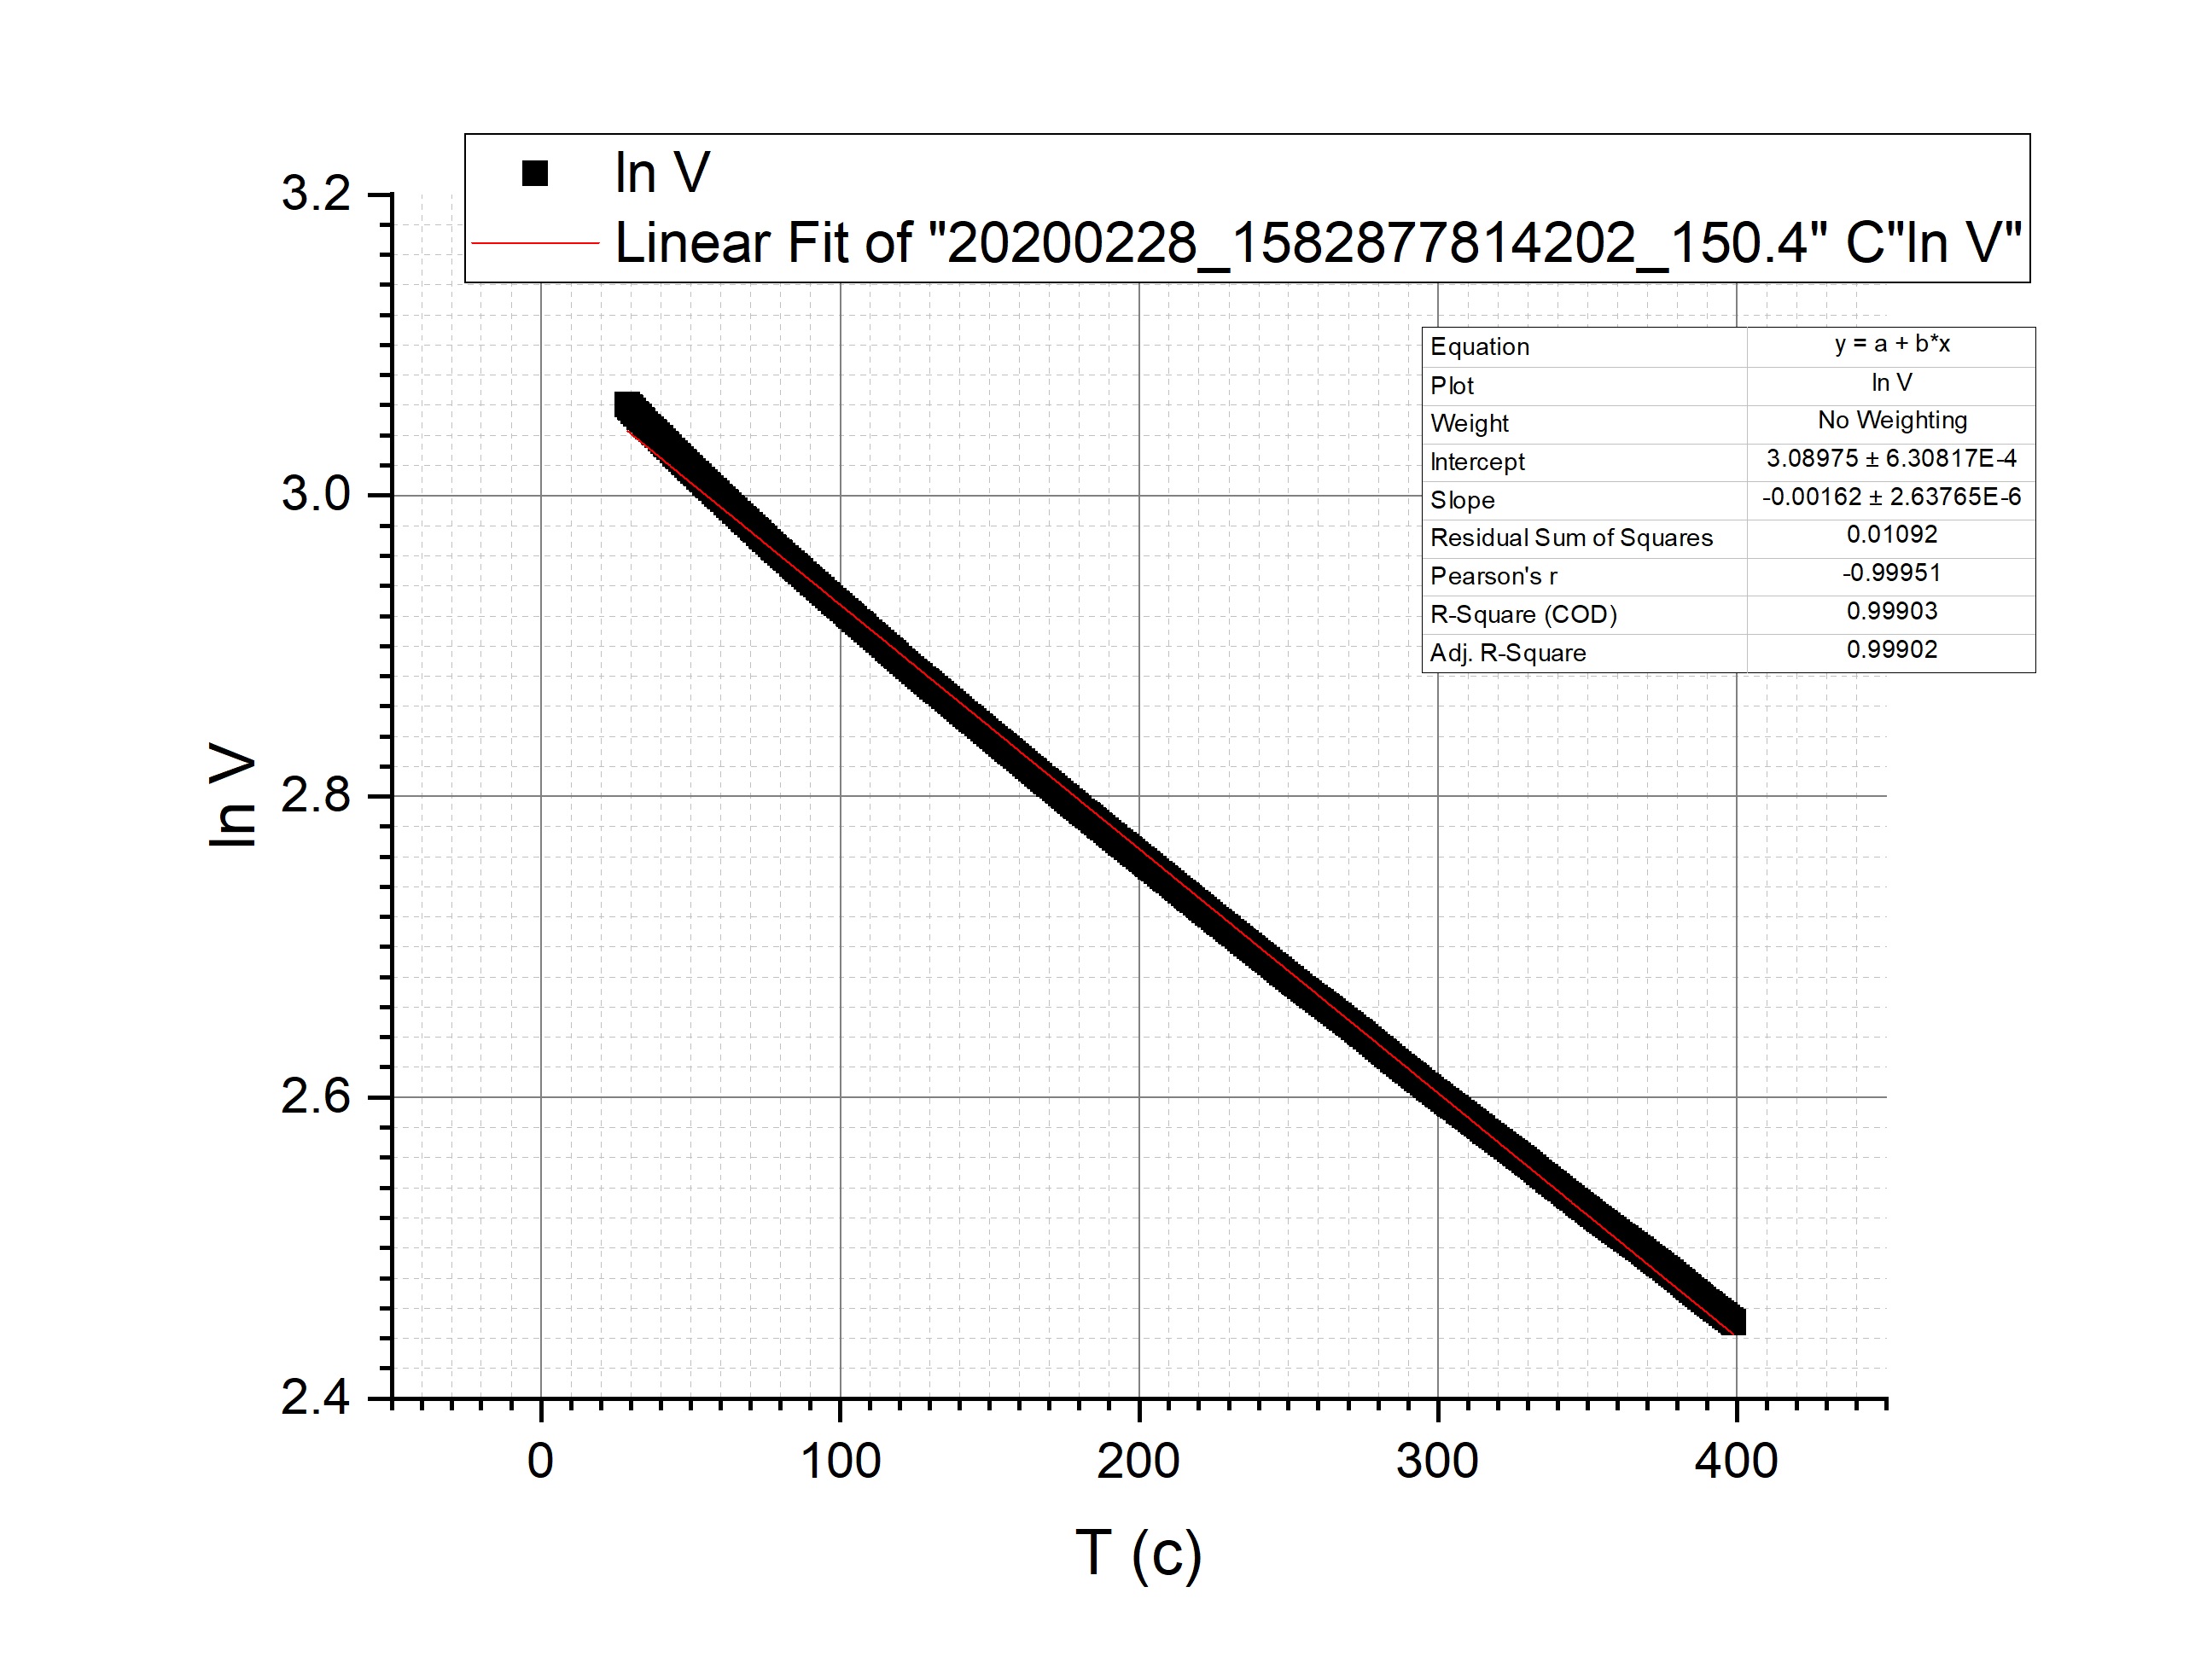 ln V
Linear Fit of "20200228_1582877814202_150.4" C"ln V"
3.2
3.0
2.8
2.6
2.4
ln V
Equation y = a + b*x
Plot ln V
Weight No Weighting
Intercept 3.08975 ± 6.30817E-4
Slope -0.00162 ± 2.63765E-6
Residual Sum of Squares 0.01092
Pearson's r -0.99951
R-Square (COD) 0.99903
Adj. R-Square 0.99902
0 100 200 300 400
T (c)